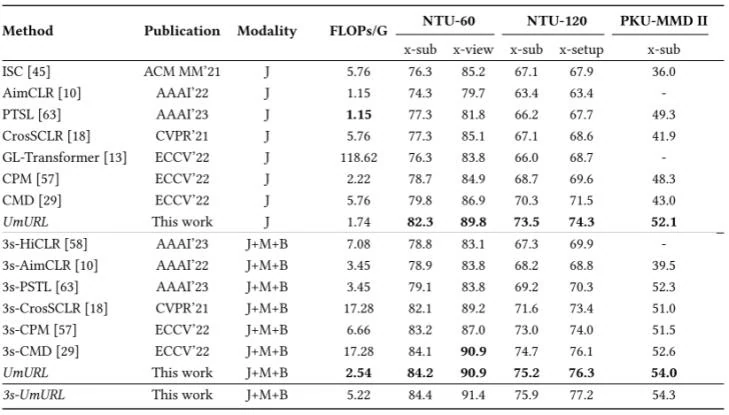 Method Publication Modality FLOPs/G NTU-60 NTU-120 PKU-MMD II
x-sub x-view x-sub x-setup x-sub
ISC [45] ACM MM'21 J 5.76 76.3 85.2 67.1 67.9 36.0
AimCLR [10] AAAI'22 J 1.15 74.3 79.7 63.4 63.4 -
PTSL [63] AAAI'23 J 1.15 77.3 81.8 66.2 67.7 49.3
CrosSCLR [18] CVPR'21 J 5.76 77.3 85.1 67.1 68.6 41.9
GL-Transformer [13] ECCV'22 J 118.62 76.3 83.8 66.0 68.7 -
CPM [57] ECCV'22 J 2.22 78.7 84.9 68.7 69.6 48.3
CMD [29] ECCV'22 J 5.76 79.8 86.9 70.3 71.5 43.0
UmURL This work J 1.74 82.3 89.8 73.5 74.3 52.1
3s-HiCLR [58] AAAI'23 J+M+B 7.08 78.8 83.1 67.3 69.9 -
3s-AimCLR [10] AAAI'22 J+M+B 3.45 78.9 83.8 68.2 68.8 39.5
3s-PSTL [63] AAAI'23 J+M+B 3.45 79.1 83.8 69.2 70.3 52.3
3s-CrosSCLR [18] CVPR'21 J+M+B 17.28 82.1 89.2 71.6 73.4 51.0
3s-CPM [57] ECCV'22 J+M+B 6.66 83.2 87.0 73.0 74.0 51.5
3s-CMD [29] ECCV'22 J+M+B 17.28 84.1 90.9 74.7 76.1 52.6
UmURL This work J+M+B 2.54 84.2 90.9 75.2 76.3 54.0
3s-UmURL This work J+M+B 5.22 84.4 91.4 75.9 77.2 54.3